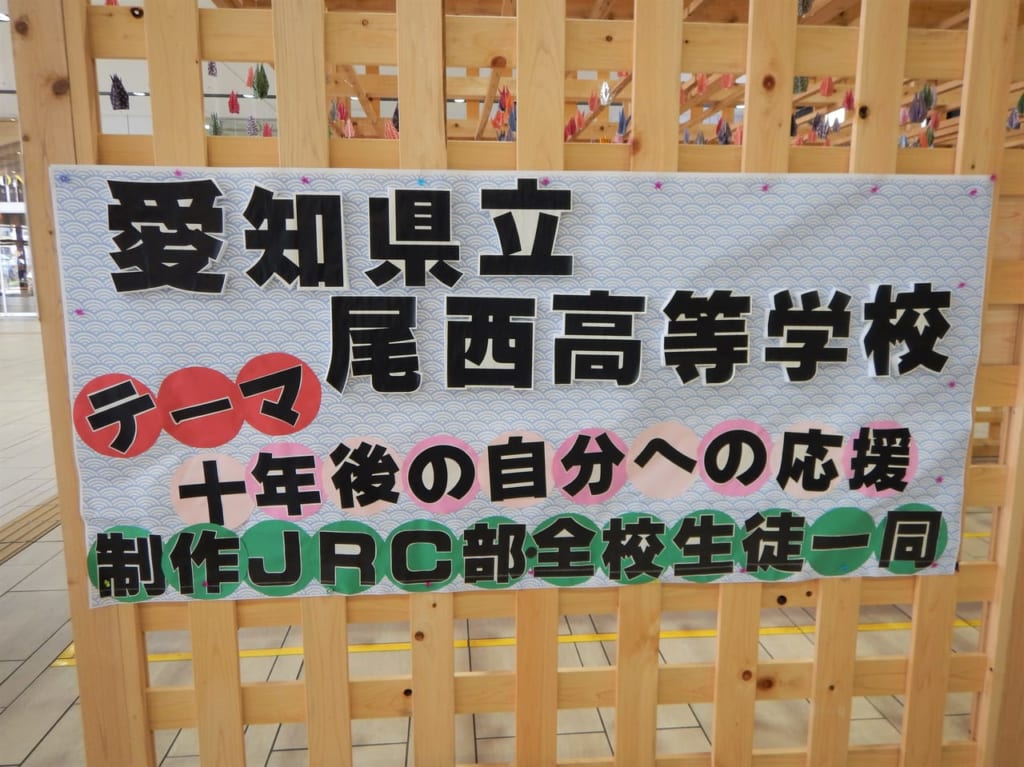 愛知県立
尾西高等学校
テーマ
十年後の自分への応援
制作JRC部・全校生徒一同